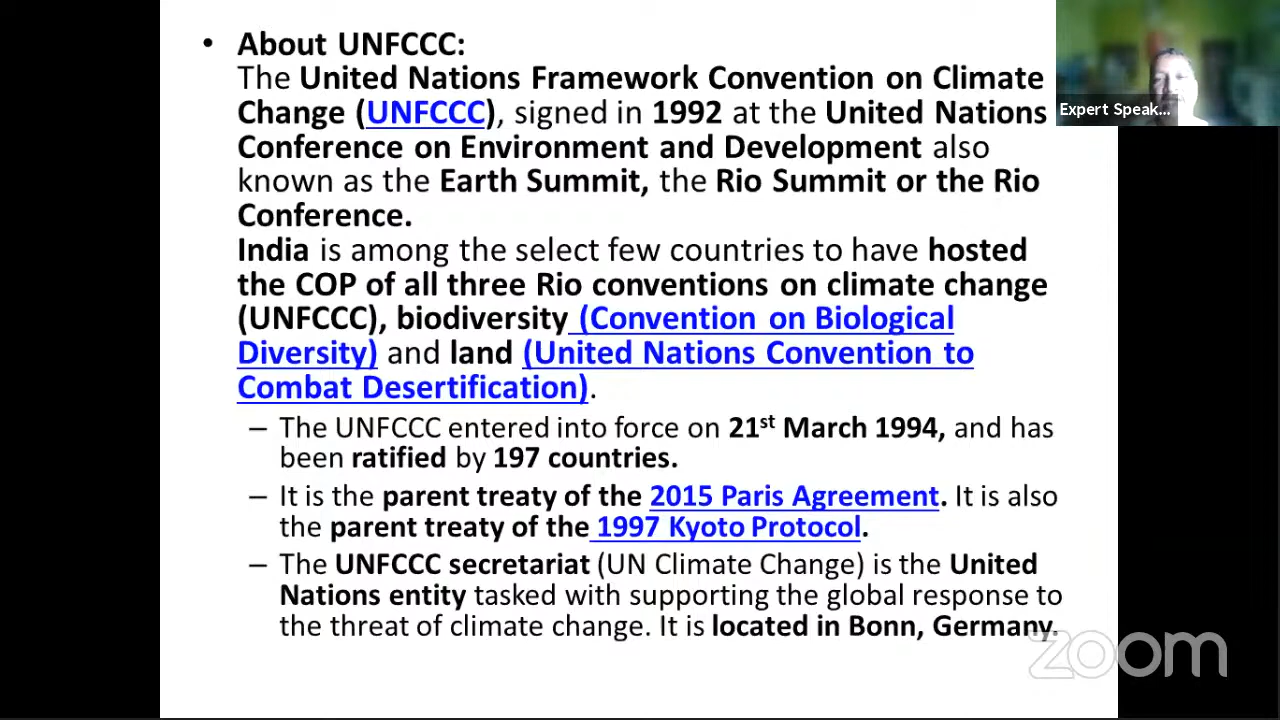 • About UNFCCC:
The United Nations Framework Convention on Climate
Change (UNFCCC), signed in 1992 at the United Nations
Conference on Environment and Development also
known as the Earth Summit, the Rio Summit or the Rio
Conference.
India is among the select few countries to have hosted
the COP of all three Rio conventions on climate change
(UNFCCC), biodiversity (Convention on Biological
Diversity) and land (United Nations Convention to
Combat Desertification).
– The UNFCCC entered into force on 21st March 1994, and has
been ratified by 197 countries.
– It is the parent treaty of the 2015 Paris Agreement. It is also
the parent treaty of the 1997 Kyoto Protocol.
– The UNFCCC secretariat (UN Climate Change) is the United
Nations entity tasked with supporting the global response to
the threat of climate change. It is located in Bonn, Germany.
Expert Speak...
zoom